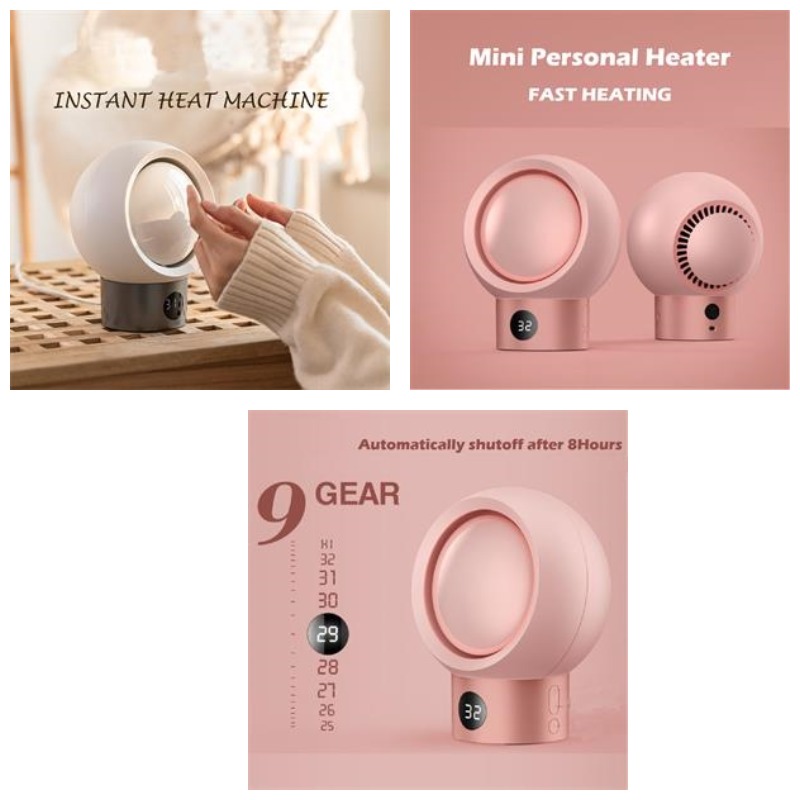 INSTANT HEAT MACHINE
Mini Personal Heater
FAST HEATING
32
Automatically shutoff after 8Hours
9 GEAR
HI
32
31
30
29
28
27
26
25
32